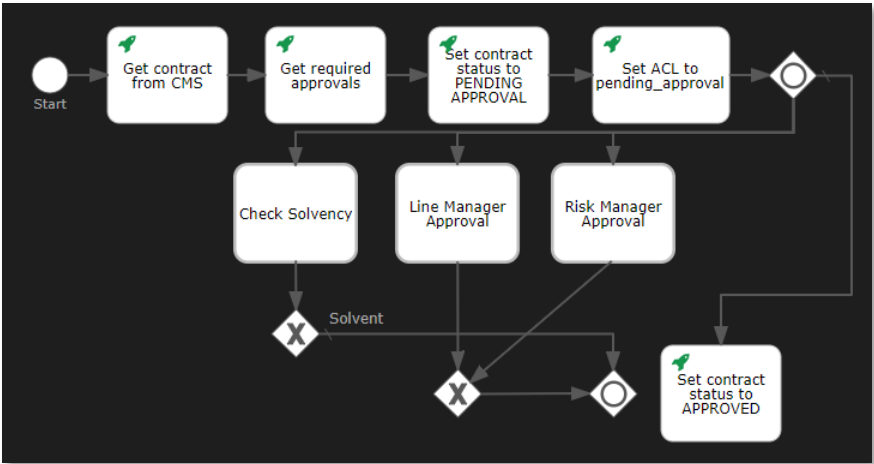 Get contract
from CMS
Get required
approvals
Set contract
status to
PENDING
APPROVAL
Set ACL to
pending_approval
Start
Check Solvency
Line Manager
Approval
Risk Manager
Approval
X
Solvent
X
Set contract
status to
APPROVED